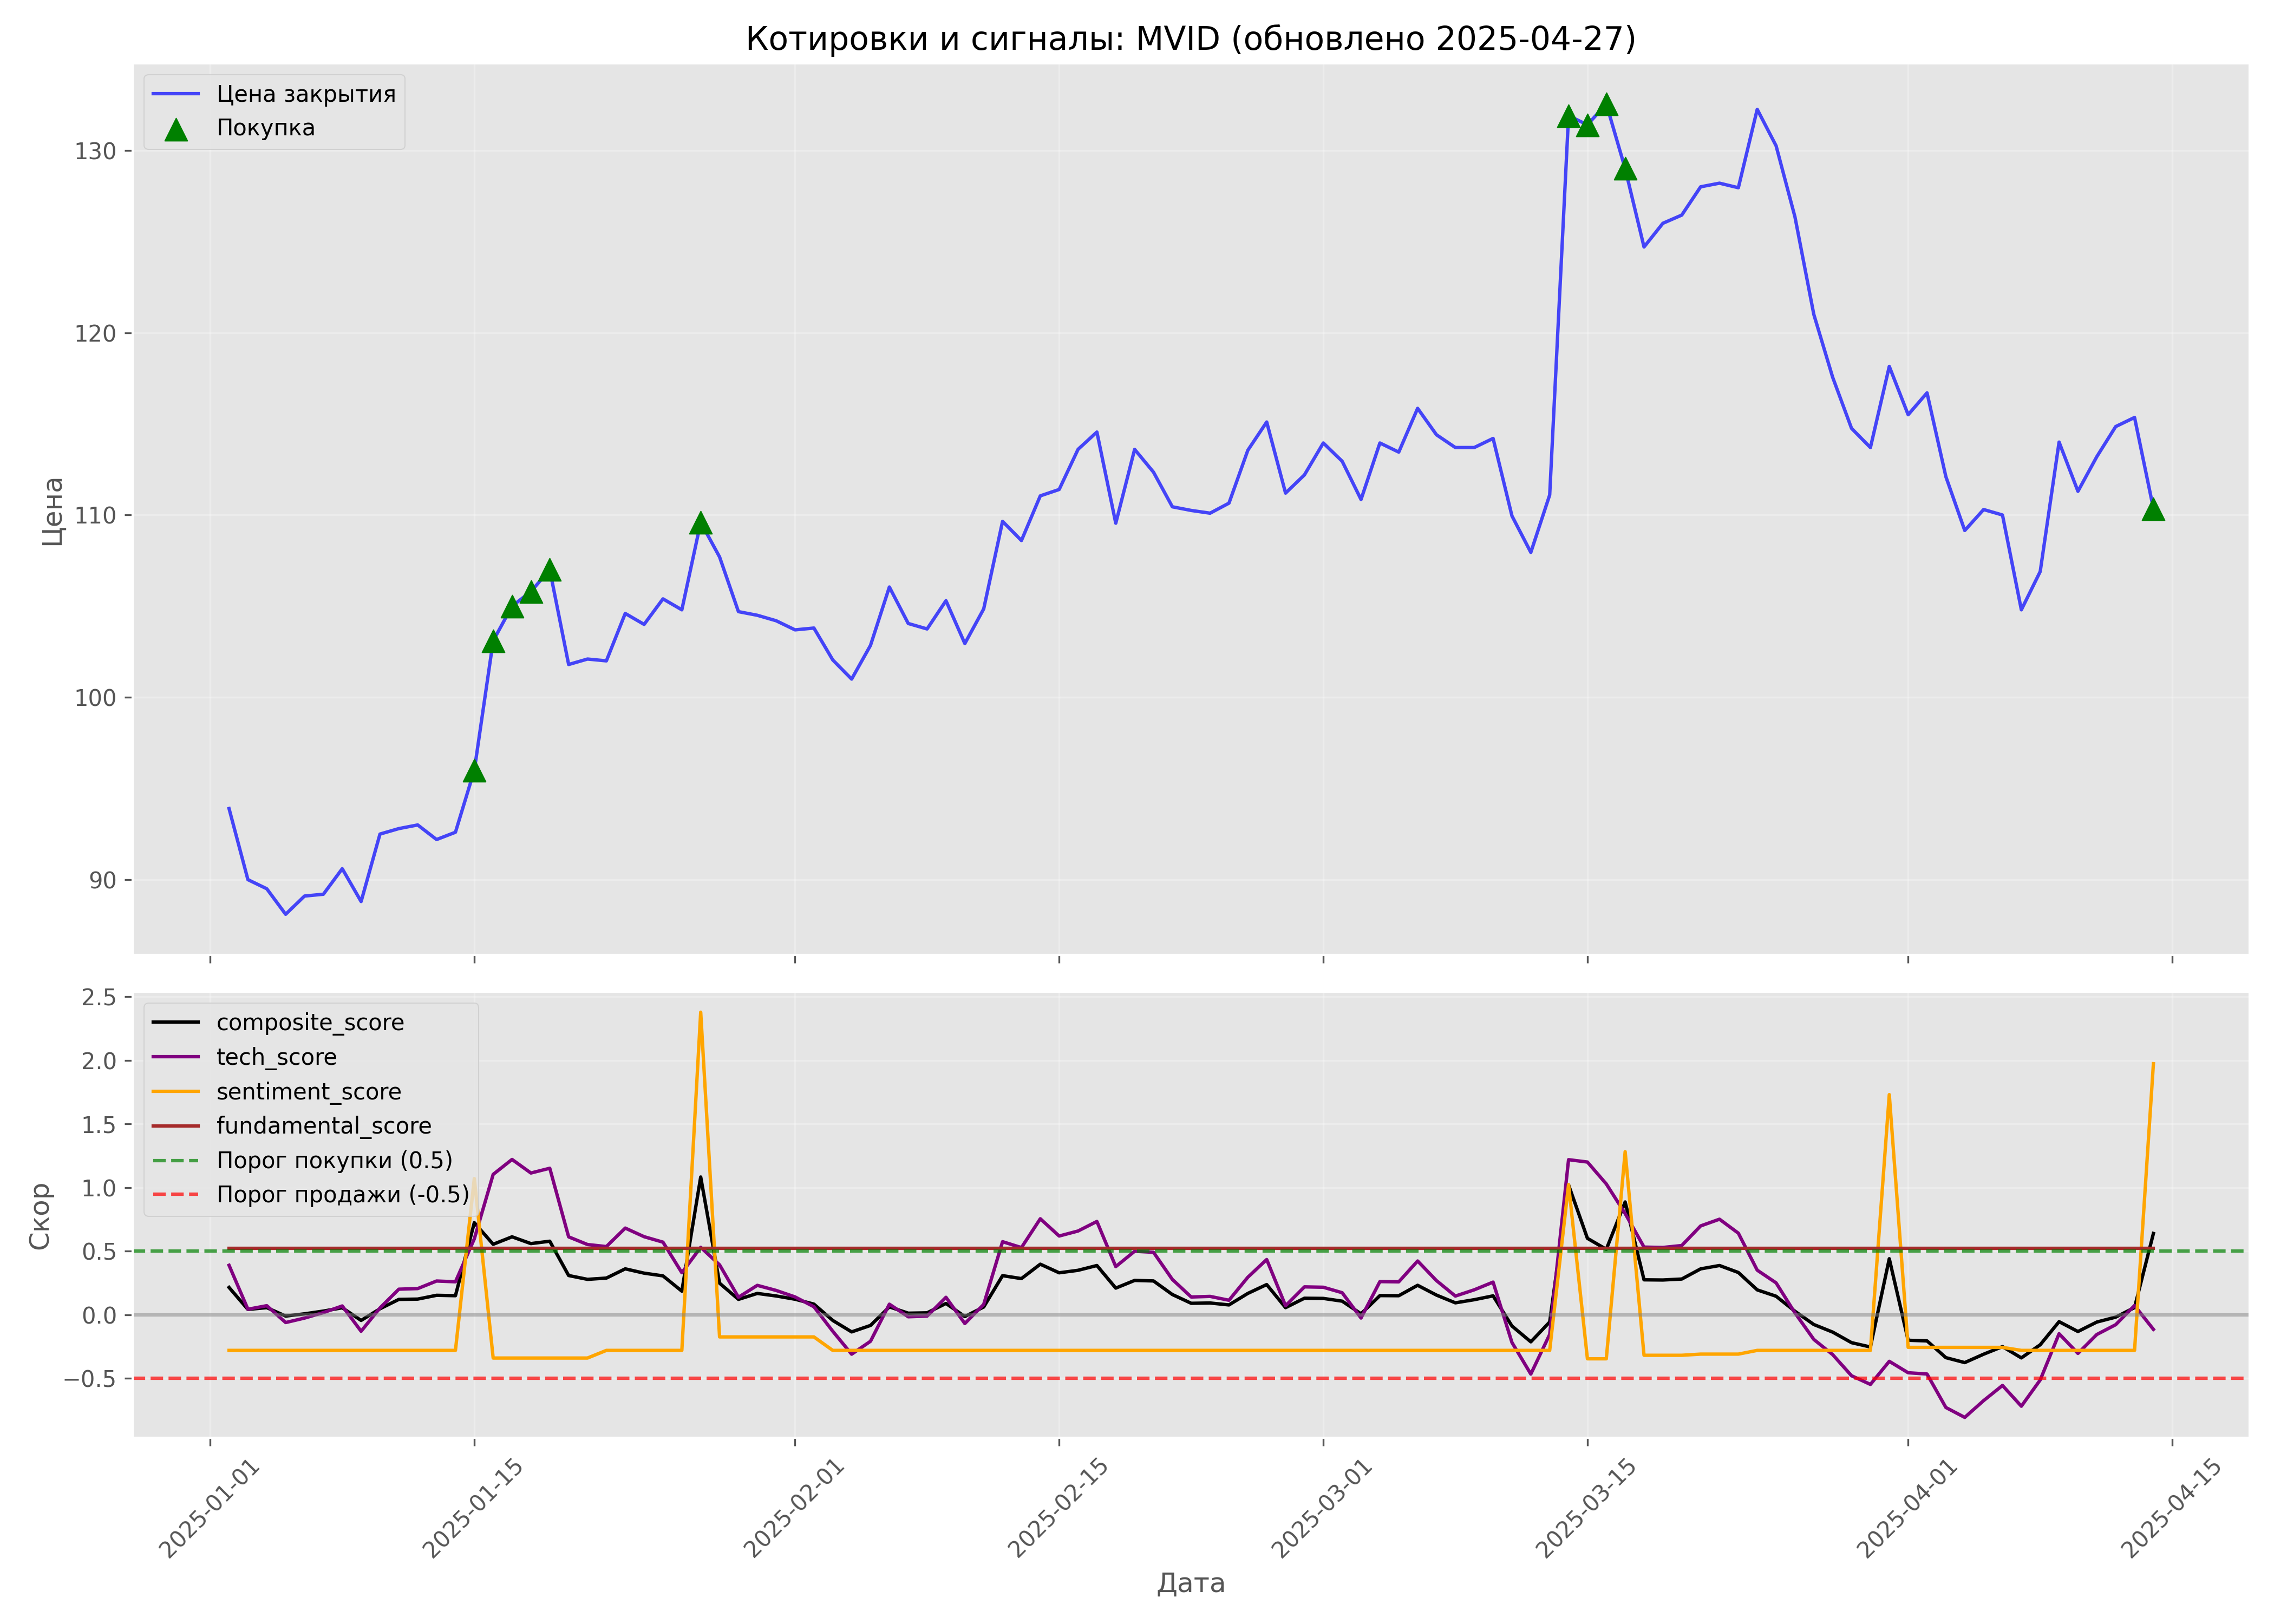 Котировки и сигналы: MVID (обновлено 2025-04-27)
Цена закрытия
Покупка
Цена
130
120
110
100
90
composite_score
tech_score
sentiment_score
fundamental_score
Порог покупки (0.5)
Порог продажи (-0.5)
Скор
2.5
2.0
1.5
1.0
0.5
0.0
−0.5
2025-01-01
2025-01-15
2025-02-01
2025-02-15
2025-03-01
2025-03-15
2025-04-01
2025-04-15
Дата